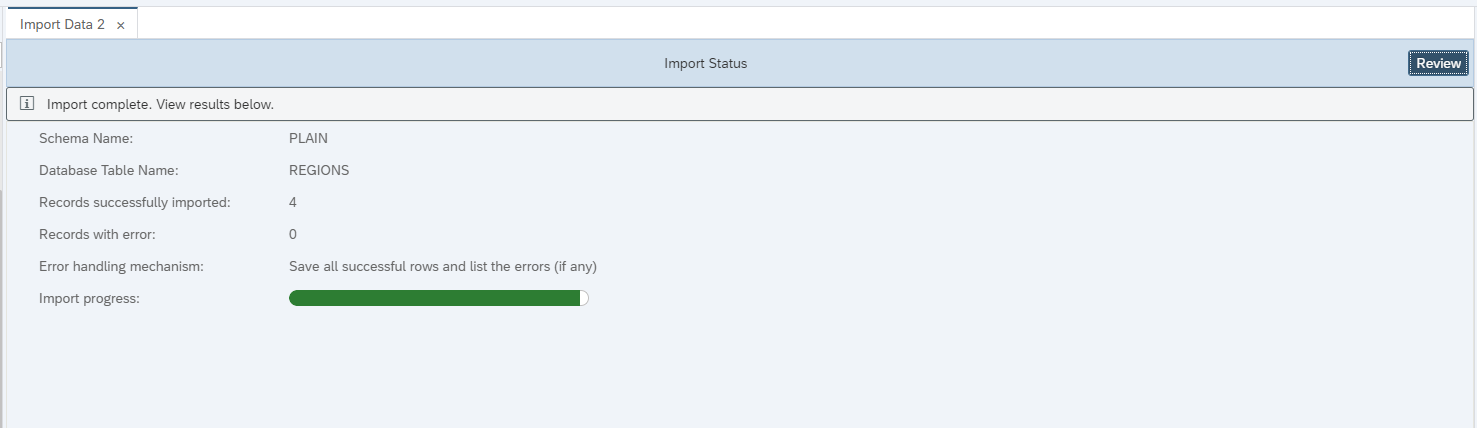 Import Data 2 ×
Import Status
Review
Import complete. View results below.
Schema Name: PLAIN
Database Table Name: REGIONS
Records successfully imported: 4
Records with error: 0
Error handling mechanism: Save all successful rows and list the errors (if any)
Import progress: